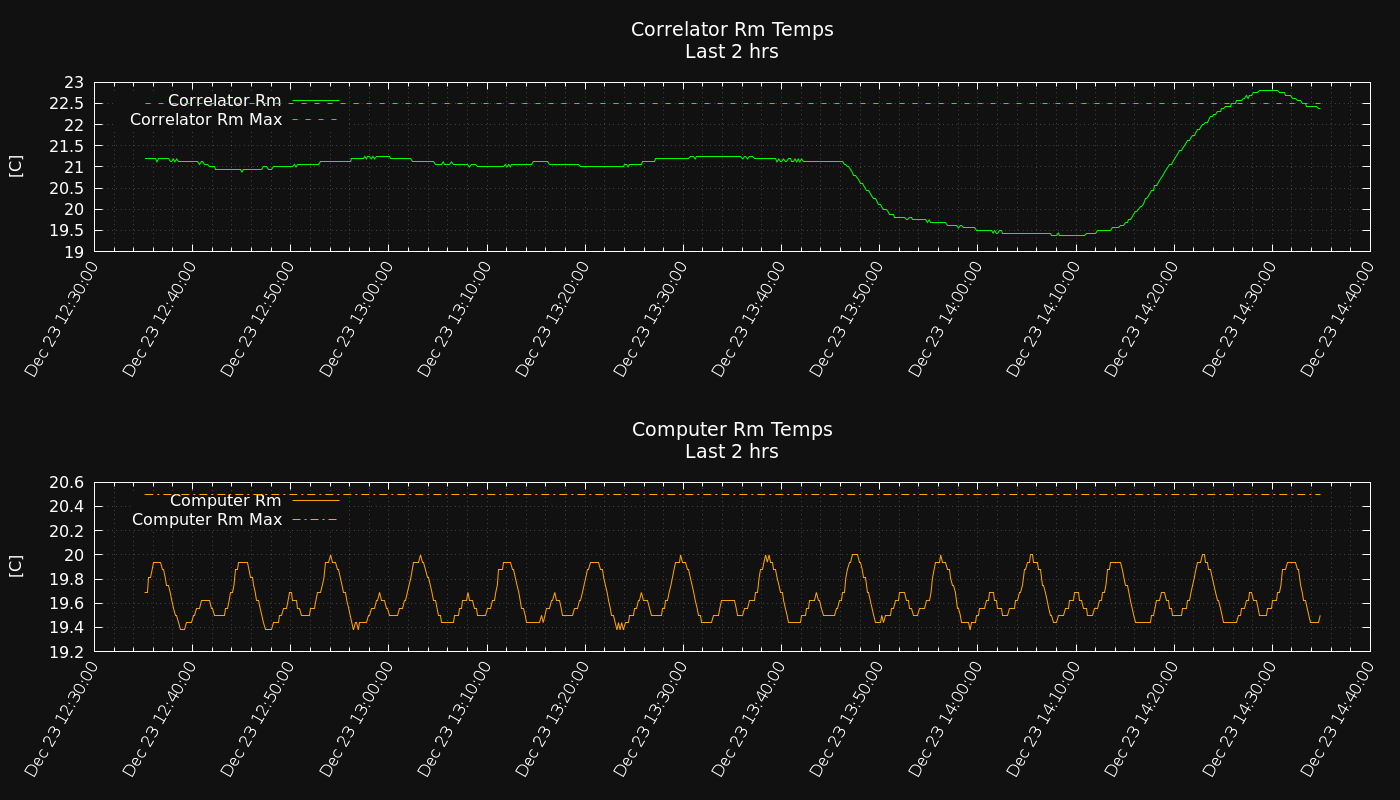 Correlator Rm Temps
Last 2 hrs
23
22.5
22
21.5
21
20.5
20
19.5
19
[C]
Correlator Rm
Correlator Rm Max
Dec 23 12:30:00
Dec 23 12:40:00
Dec 23 12:50:00
Dec 23 13:00:00
Dec 23 13:10:00
Dec 23 13:20:00
Dec 23 13:30:00
Dec 23 13:40:00
Dec 23 13:50:00
Dec 23 14:00:00
Dec 23 14:10:00
Dec 23 14:20:00
Dec 23 14:30:00
Dec 23 14:40:00
Computer Rm Temps
Last 2 hrs
20.6
20.4
20.2
20
19.8
19.6
19.4
19.2
[C]
Computer Rm
Computer Rm Max
Dec 23 12:30:00
Dec 23 12:40:00
Dec 23 12:50:00
Dec 23 13:00:00
Dec 23 13:10:00
Dec 23 13:20:00
Dec 23 13:30:00
Dec 23 13:40:00
Dec 23 13:50:00
Dec 23 14:00:00
Dec 23 14:10:00
Dec 23 14:20:00
Dec 23 14:30:00
Dec 23 14:40:00